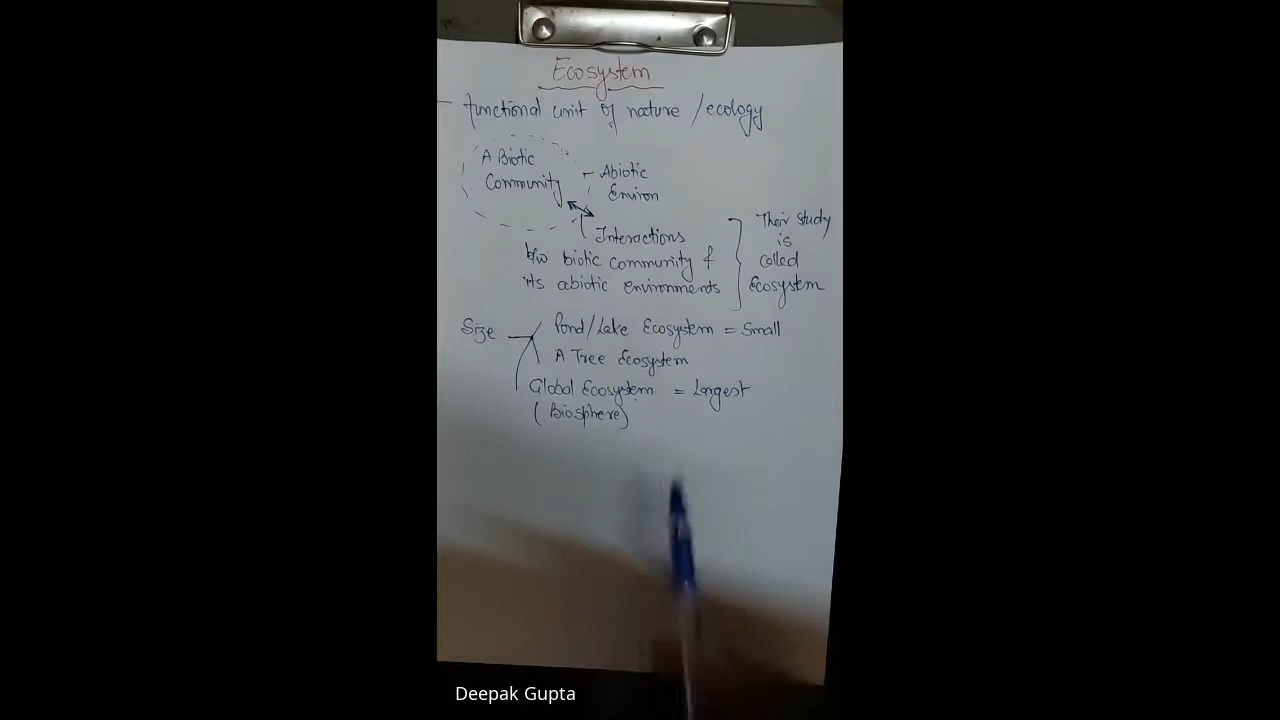 Ecosystem
functional unit of nature / ecology
A Biotic
Community
Abiotic
Environ
Interactions
b/w biotic community &
its abiotic environments
Their study
is
called
Ecosystem
Size
Pond/Lake Ecosystem = Small
A Tree Ecosystem
Global Ecosystem = Largest
(Biosphere)
Deepak Gupta